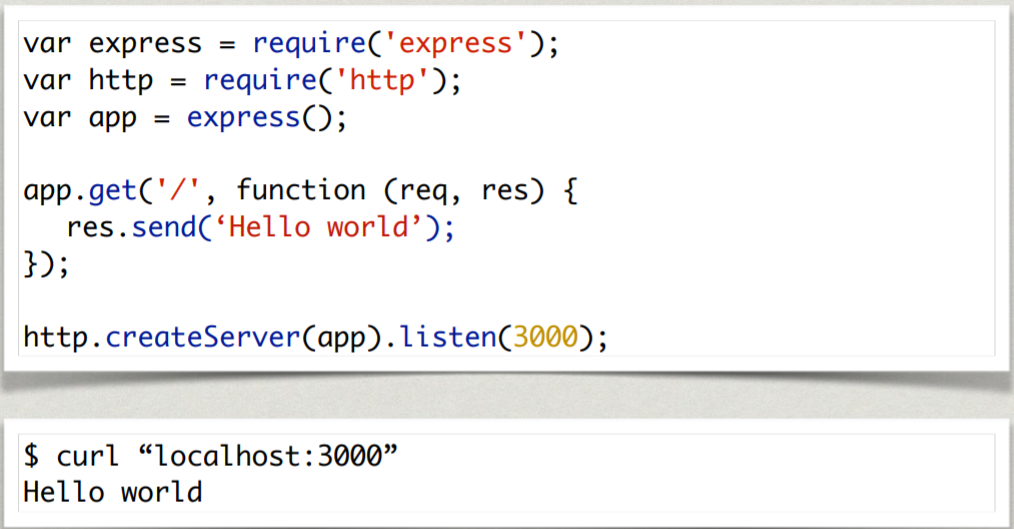 var express = require('express');
var http = require('http');
var app = express();
app.get('/', function (req, res) {
res.send(‘Hello world’);
});
http.createServer(app).listen(3000);
$ curl “localhost:3000”
Hello world